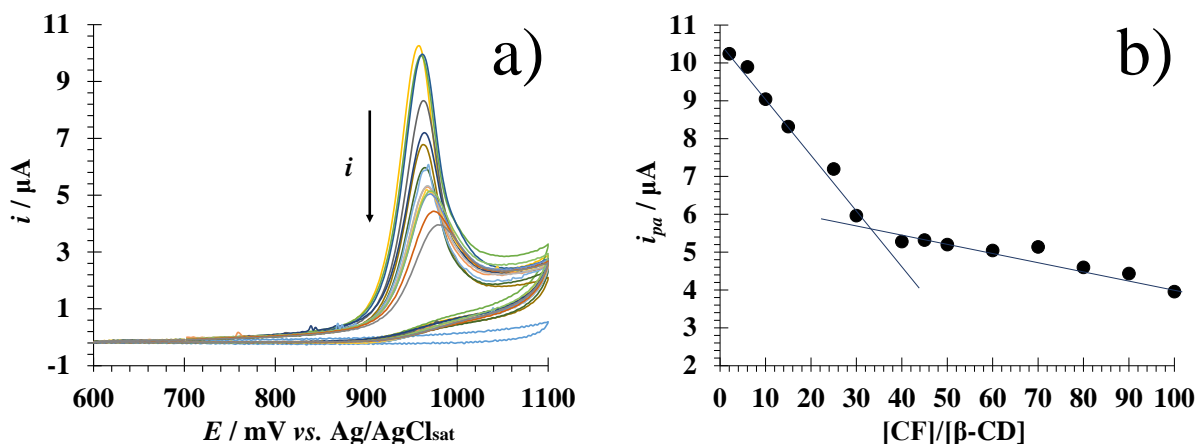 a)
11
9
7
5
3
1
-1
i / µA
i
600 700 800 900 1000 1100
E / mV vs. Ag/AgClsat
b)
11
10
9
8
7
6
5
4
3
2
ipa / µA
0 10 20 30 40 50 60 70 80 90 100
[CF]/[β-CD]